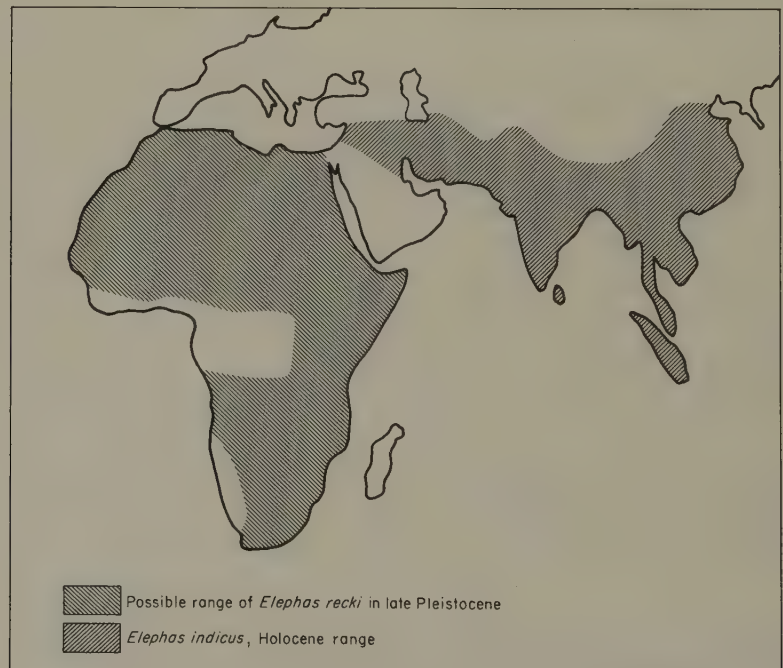 Possible range of Elephas recki in late Pleistocene
Elephas indicus, Holocene range